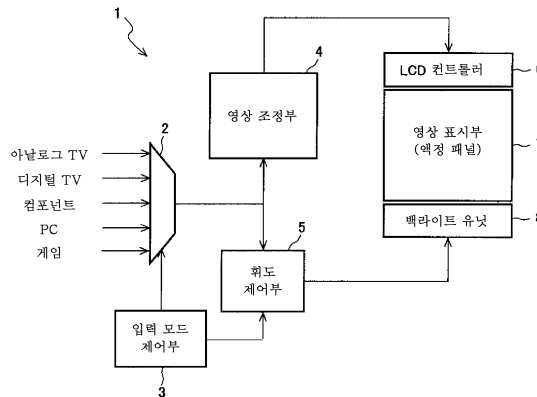 1
4
영상 조정부
LCD 컨트롤러
영상 표시부
(액정 패널)
백라이트 유닛
2
아날로그 TV
디지털 TV
컴포넌트
PC
게임
5
휘도
제어부
입력 모드
제어부
3